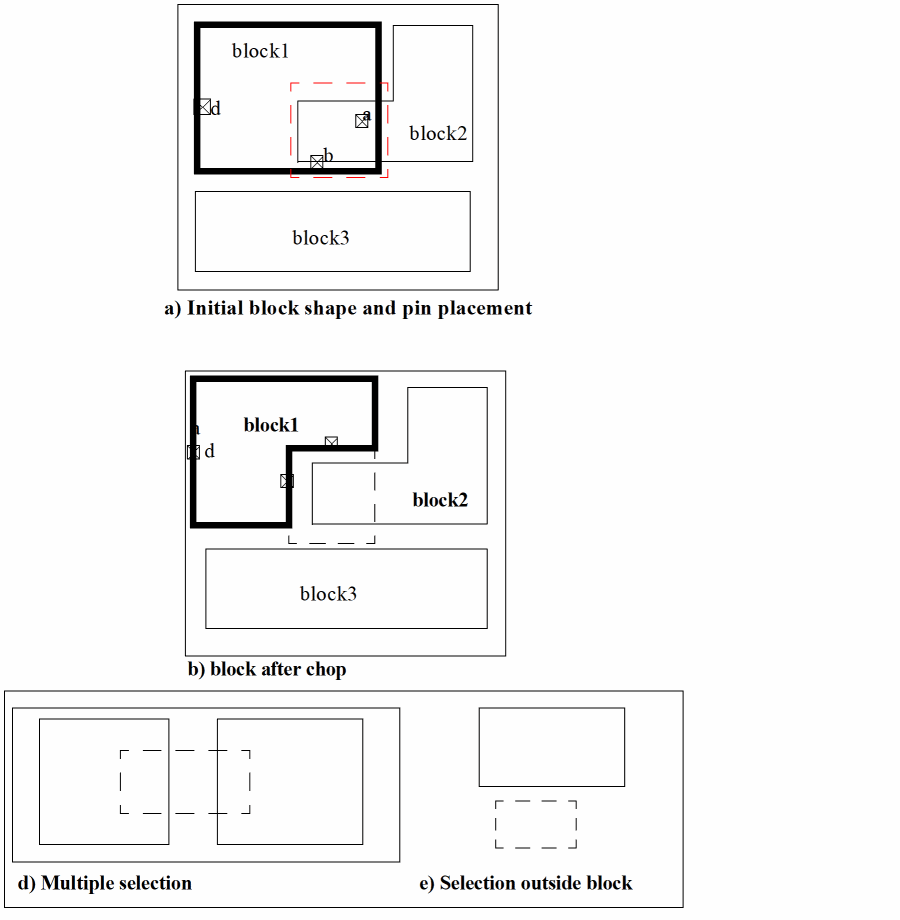 block1
d
a
block2
b
block3
a) Initial block shape and pin placement
block1
d
block2
block3
b) block after chop
d) Multiple selection
e) Selection outside block